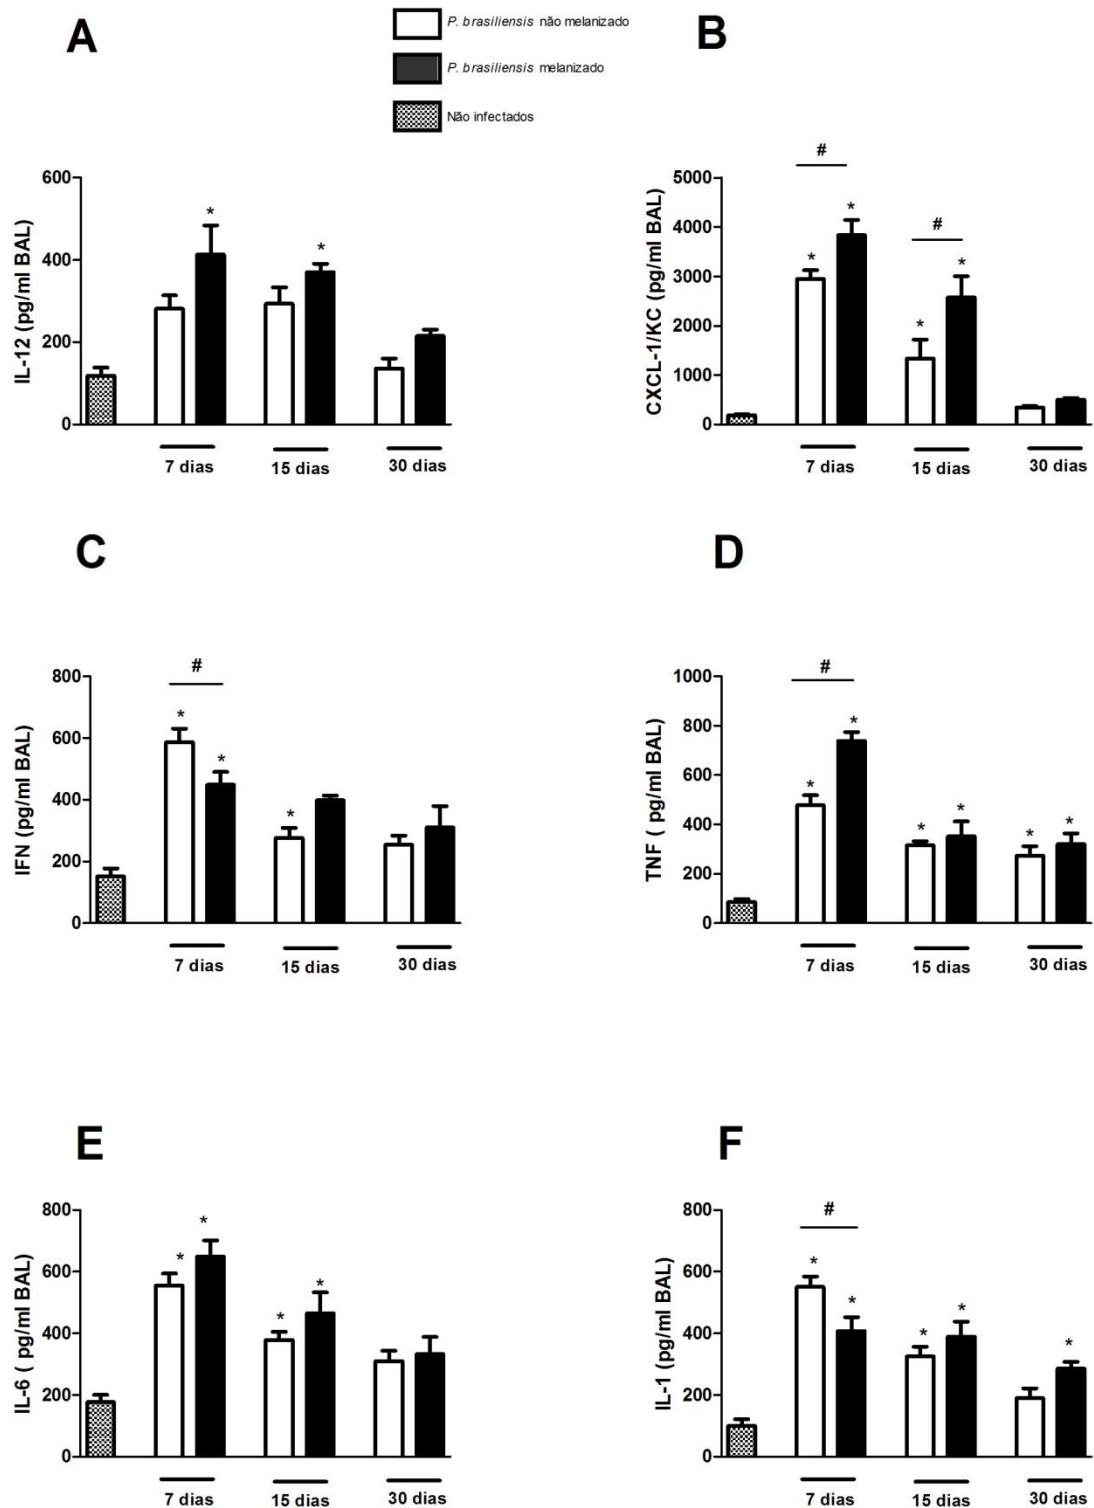 A
P. brasiliensis não melanizado
P. brasiliensis melanizado
Não infectados
B
IL-12 (pg/ml BAL)
600
400
200
0
*
*
7 dias
15 dias
30 dias
CXCL-1/KC (pg/ml BAL)
5000
4000
3000
2000
1000
0
#
*
*
#
*
*
7 dias
15 dias
30 dias
C
IFN (pg/ml BAL)
800
600
400
200
0
#
*
*
*
7 dias
15 dias
30 dias
D
TNF ( pg/ml BAL)
1000
800
600
400
200
0
#
*
*
*
*
*
*
7 dias
15 dias
30 dias
E
IL-6 ( pg/ml BAL)
800
600
400
200
0
*
*
*
*
7 dias
15 dias
30 dias
F
IL-1 (pg/ml BAL)
800
600
400
200
0
#
*
*
*
*
*
7 dias
15 dias
30 dias